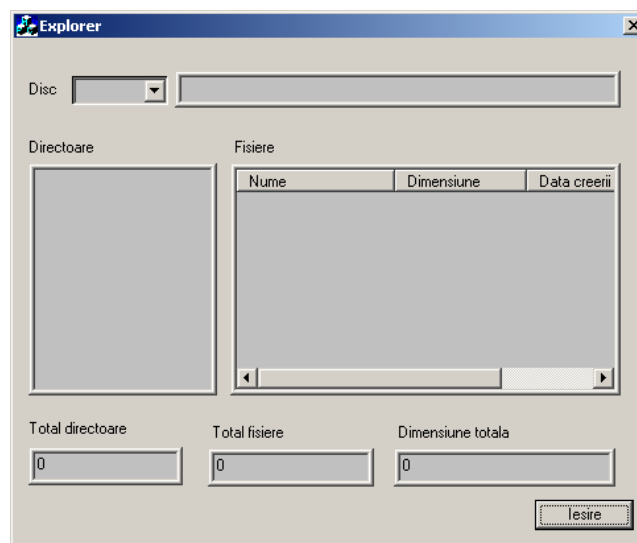 Explorer
Disc
Directoare Fisiere
Nume Dimensiune Data creerii
Total directoare Total fisiere Dimensiune totala
0 0 0
Iesire